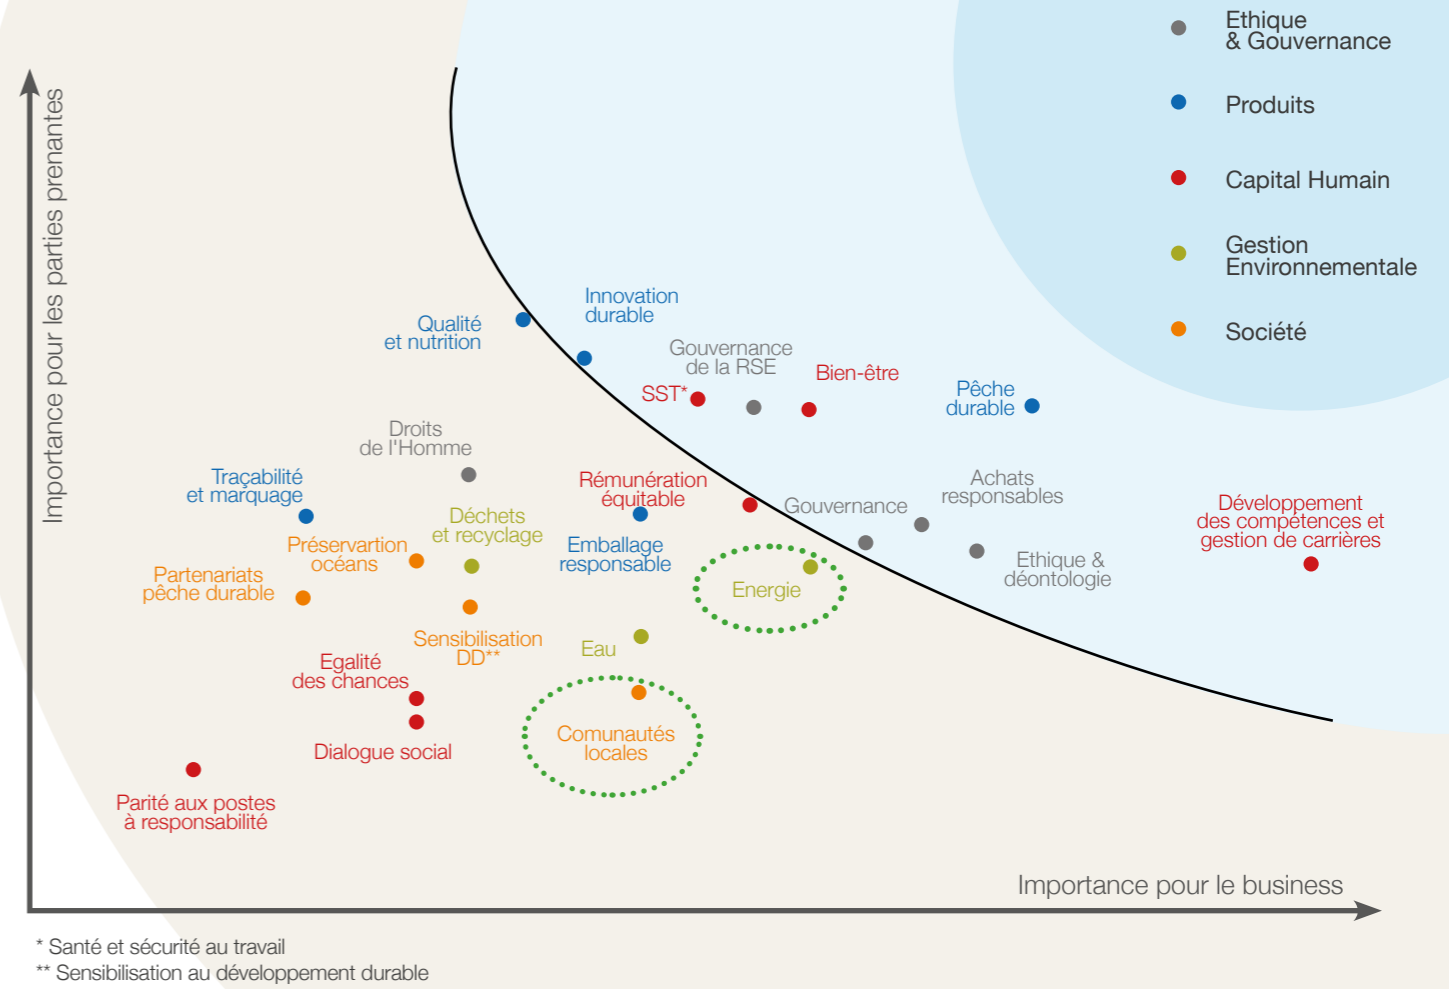 Ethique
& Gouvernance
Produits
Capital Humain
Gestion
Environnementale
Société
Importance pour les parties prenantes
Innovation
durable
Qualité
et nutrition
Gouvernance
de la RSE
Bien-être
SST*
Pêche
durable
Droits
de l'Homme
Traçabilité
et marquage
Rémunération
équitable
Achats
responsables
Gouvernance
Développement
des compétences et
gestion de carrières
Déchets
et recyclage
Préservartion
océans
Emballage
responsable
Ethique &
déontologie
Partenariats
pêche durable
Energie
Sensibilisation
DD**
Eau
Egalité
des chances
Comunautés
locales
Dialogue social
Parité aux postes
à responsabilité
Importance pour le business
* Santé et sécurité au travail
** Sensibilisation au développement durable